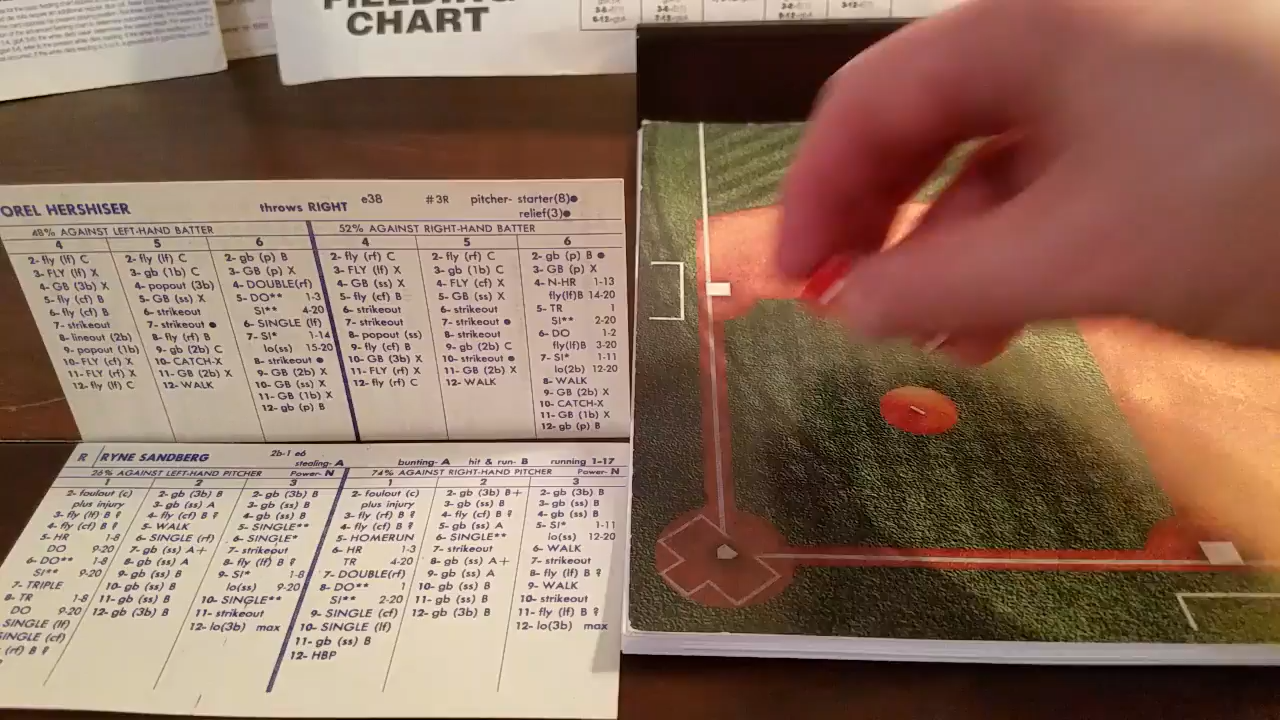 FIELDING
CHART
OREL HERSHISER throws RIGHT e38 #3R pitcher- starter(8)●
relief(3)●
48% AGAINST LEFT-HAND BATTER 52% AGAINST RIGHT-HAND BATTER
4 5 6 4 5 6
2- fly (lf) C 2- fly (lf) C 2- gb (p) B 2- fly (rf) C 2- fly (rf) C 2- gb (p) B ●
3- FLY (lf) X 3- gb (1b) C 3- GB (p) X 3- FLY (lf) X 3- gb (1b) C 3- GB (p) X
4- GB (3b) X 4- popout (3b) 4- DOUBLE(rf) 4- GB (ss) X 4- FLY (cf) X 4- N-HR 1-13
5- fly (cf) B 5- GB (ss) X 5- DO** 1-3 5- fly (cf) B 5- GB (ss) X fly(lf)B 14-20
6- fly (cf) B 6- strikeout SI** 4-20 6- strikeout 6- strikeout 5- TR 1
7- strikeout 7- strikeout ● 6- SINGLE (lf) 7- strikeout 7- strikeout ● SI** 2-20
8- lineout (2b) 8- fly (rf) B 7- SI* 1-14 8- popout (ss) 8- strikeout 6- DO 1-2
9- popout (1b) 9- gb (2b) C lo(ss) 15-20 9- fly (cf) B 9- gb (2b) C fly(lf)B 3-20
10- FLY (cf) X 10- CATCH-X 8- strikeout ● 10- GB (3b) X 10- strikeout ● 7- SI* 1-11
11- FLY (rf) X 11- GB (2b) X 9- GB (2b) X 11- FLY (rf) X 11- GB (2b) X lo(2b) 12-20
12- fly (lf) C 12- WALK 10- GB (ss) X 12- fly (rf) C 12- WALK 8- WALK
11- GB (1b) X 9- GB (2b) X
12- gb (p) B 10- CATCH-X
11- GB (1b) X
12- gb (p) B
R RYNE SANDBERG 2b-1 e6 stealing- A bunting- A hit & run- B running 1-17
26% AGAINST LEFT-HAND PITCHER Power- N 74% AGAINST RIGHT-HAND PITCHER Power- N
1 2 3 1 2 3
2- foulout (c) 2- gb (3b) B 2- gb (3b) B 2- foulout (c) 2- gb (3b) B+ 2- gb (3b) B
plus injury 3- gb (ss) A 3- gb (ss) B plus injury 3- gb (ss) B 3- gb (ss) B
3- fly (lf) B ? 4- fly (cf) B ? 4- gb (ss) B 3- fly (rf) B ? 4- fly (cf) B ? 4- gb (ss) B
4- fly (cf) B ? 5- WALK 5- SINGLE** 4- fly (cf) B ? 5- gb (ss) A 5- SI* 1-11
5- HR 1-8 6- SINGLE (rf) 6- SINGLE* 5- HOMERUN 6- SINGLE** lo(ss) 12-20
DO 9-20 7- gb (ss) A+ 7- strikeout 6- HR 1-3 7- strikeout 6- WALK
6- DO** 1-8 8- gb (ss) A 8- fly (lf) B ? TR 4-20 8- gb (ss) A+ 7- strikeout
SI** 9-20 9- gb (ss) B 9- SI* 1-8 7- DOUBLE(rf) 9- gb (ss) A 8- fly (lf) B ?
7- TRIPLE 10- gb (ss) B lo(ss) 9-20 8- DO** 1 10- gb (ss) B 9- WALK
8- TR 1-8 11- gb (ss) B 10- SINGLE** SI** 2-20 11- gb (ss) B 10- strikeout
DO 9-20 12- gb (3b) B 11- strikeout 9- SINGLE (cf) 12- gb (3b) B 11- fly (lf) B ?
SINGLE (lf) 12- lo(3b) max 10- SINGLE (lf) 12- lo(3b) max
SINGLE (cf) 11- gb (ss) B
(rf) B ? 12- HBP